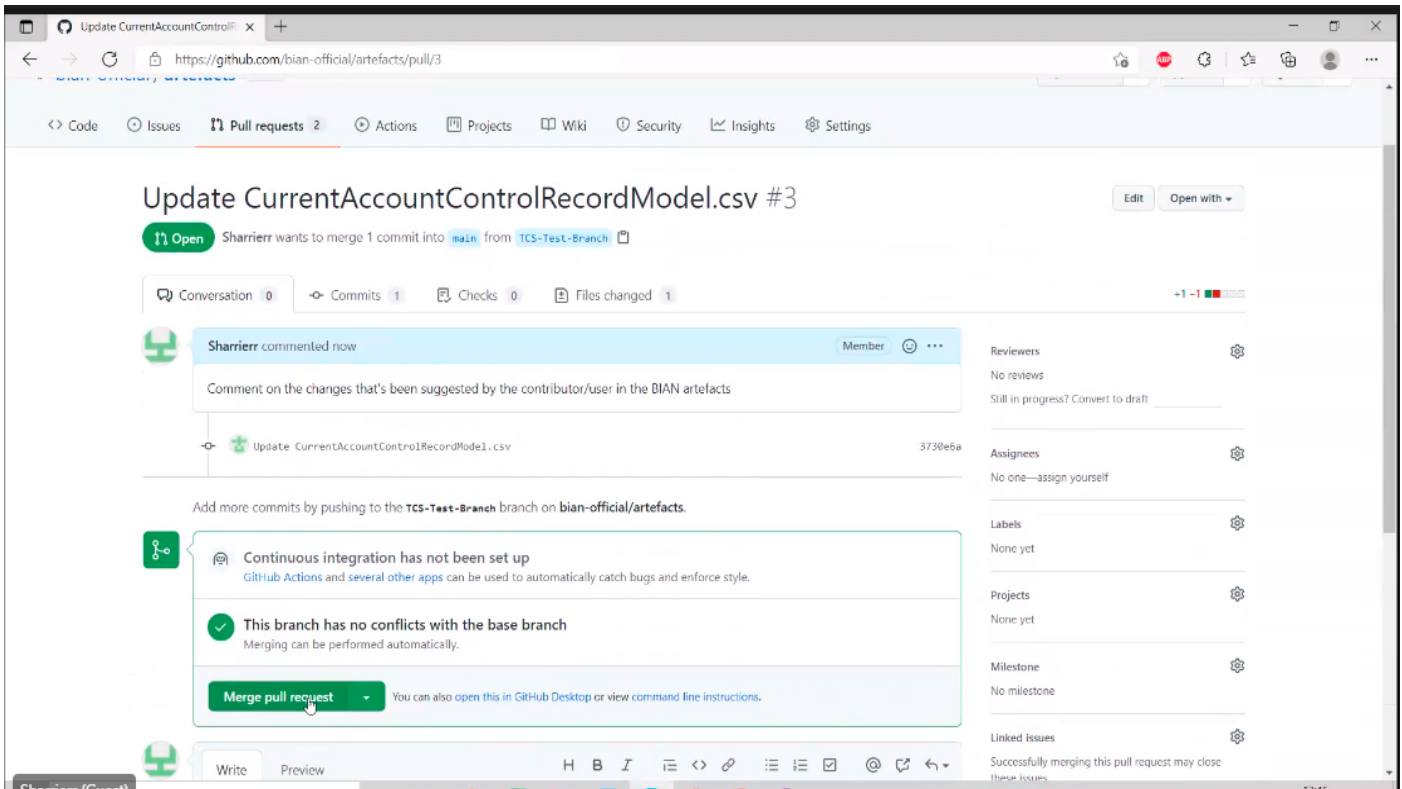 Update CurrentAccountControlR
https://github.com/bian-official/artefacts/pull/3
ABP
bian-official/artefacts
Code Issues Pull requests 2 Actions Projects Wiki Security Insights Settings
Update CurrentAccountControlRecordModel.csv #3
Edit Open with
Open Sharrierr wants to merge 1 commit into main from TCS-Test-Branch
Conversation 0 Commits 1 Checks 0 Files changed 1 +1 −1
Sharrierr commented now Member
Comment on the changes that's been suggested by the contributor/user in the BIAN artefacts
Update CurrentAccountControlRecordModel.csv 3730e6a
Add more commits by pushing to the TCS-Test-Branch branch on bian-official/artefacts.
Continuous integration has not been set up
GitHub Actions and several other apps can be used to automatically catch bugs and enforce style.
This branch has no conflicts with the base branch
Merging can be performed automatically.
Merge pull request You can also open this in GitHub Desktop or view command line instructions.
Write Preview H B I
Reviewers
No reviews
Still in progress? Convert to draft
Assignees
No one—assign yourself
Labels
None yet
Projects
None yet
Milestone
No milestone
Linked issues
Successfully merging this pull request may close
these issues